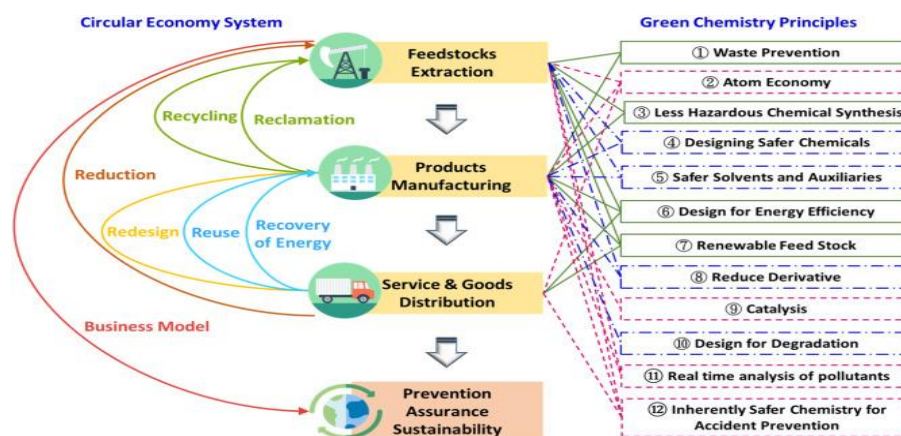 Circular Economy System
Green Chemistry Principles
Feedstocks
Extraction
Recycling
Reclamation
Reduction
Products
Manufacturing
Redesign
Reuse
Recovery
of Energy
Service & Goods
Distribution
Business Model
Prevention
Assurance
Sustainability
① Waste Prevention
② Atom Economy
③ Less Hazardous Chemical Synthesis
④ Designing Safer Chemicals
⑤ Safer Solvents and Auxiliaries
⑥ Design for Energy Efficiency
⑦ Renewable Feed Stock
⑧ Reduce Derivative
⑨ Catalysis
⑩ Design for Degradation
⑪ Real time analysis of pollutants
⑫ Inherently Safer Chemistry for
Accident Prevention